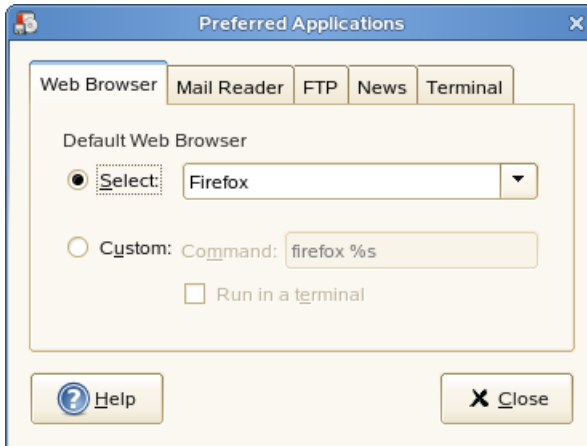 Preferred Applications
Web Browser Mail Reader FTP News Terminal
Default Web Browser
Select: Firefox
Custom: Command: firefox %s
Run in a terminal
Help Close